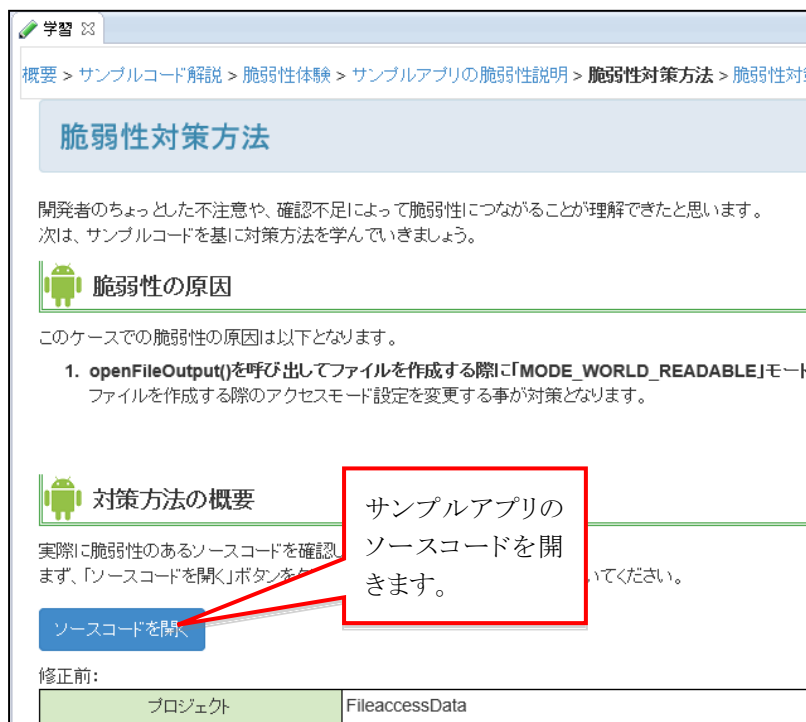 学習
概要 > サンプルコード解説 > 脆弱性体験 > サンプルアプリの脆弱性説明 > 脆弱性対策方法 > 脆弱性対
脆弱性対策方法
開発者のちょっとした不注意や、確認不足によって脆弱性につながることが理解できたと思います。
次は、サンプルコードを基に対策方法を学んでいきましょう。
脆弱性の原因
このケースでの脆弱性の原因は以下となります。
1. openFileOutput()を呼び出してファイルを作成する際に「MODE_WORLD_READABLE」モード
ファイルを作成する際のアクセスモード設定を変更する事が対策となります。
対策方法の概要
サンプルアプリの
ソースコードを開
きます。
実際に脆弱性のあるソースコードを確認
まず、「ソースコードを開く」ボタンを いてください。
ソースコードを開く
修正前:
プロジェクト FileaccessData